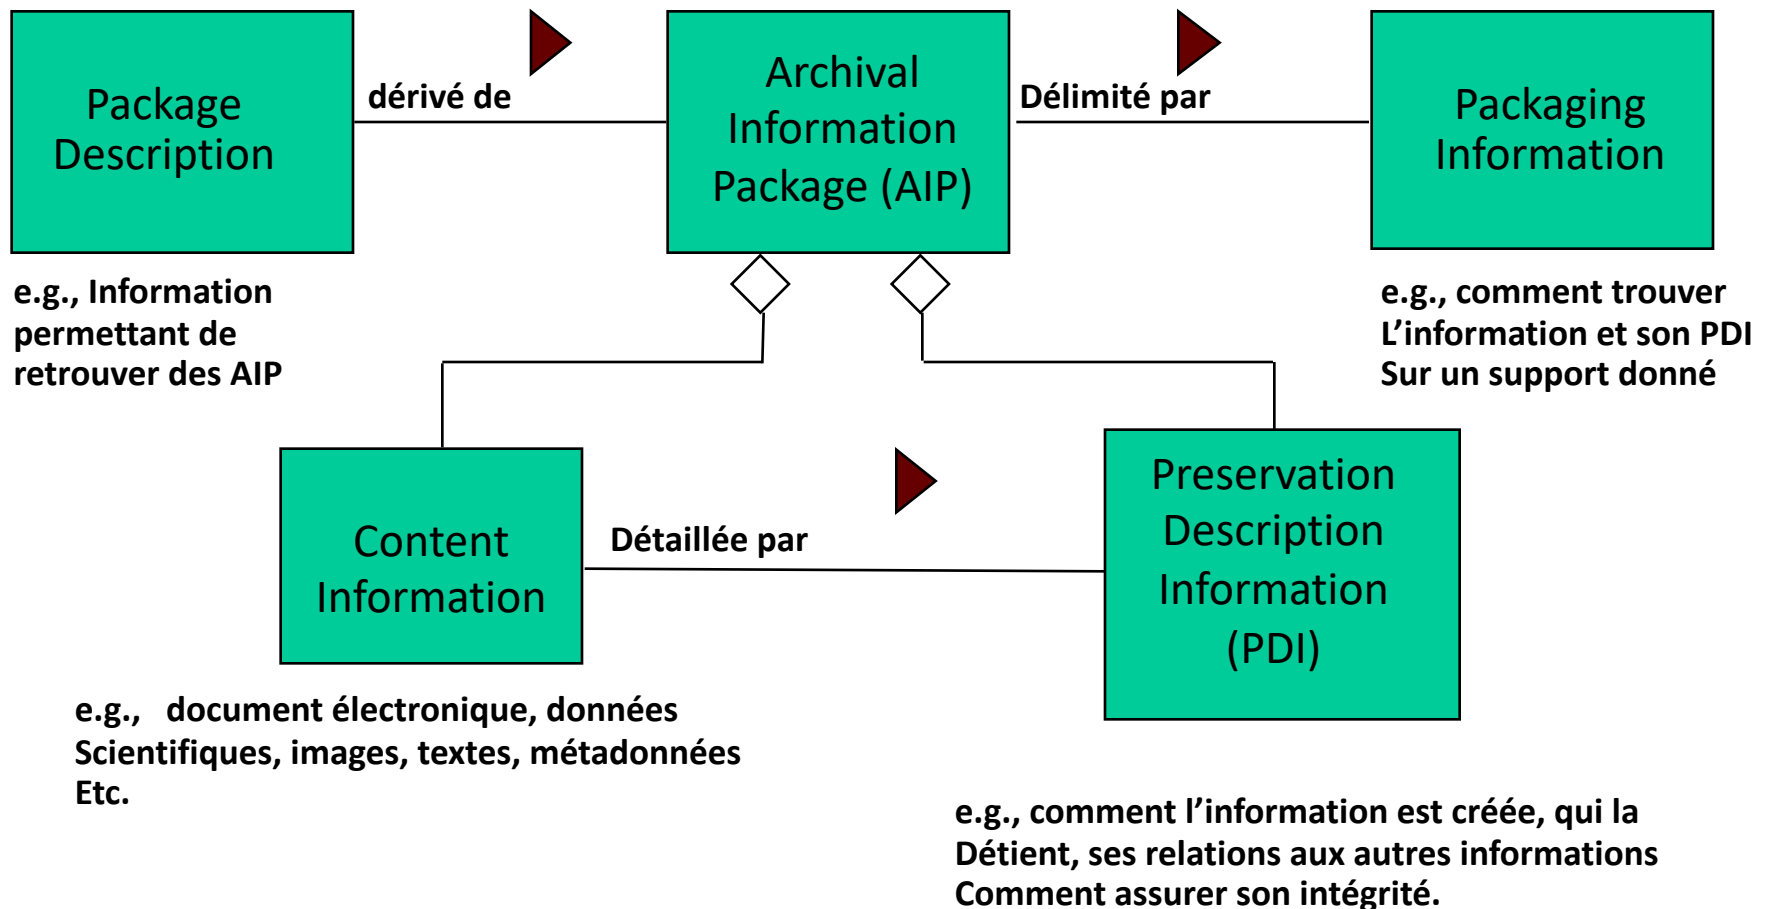 Package
Description
dérivé de
Archival
Information
Package (AIP)
Délimité par
Packaging
Information
e.g., Information
permettant de
retrouver des AIP
e.g., comment trouver
L’information et son PDI
Sur un support donné
Content
Information
Détaillée par
Preservation
Description
Information
(PDI)
e.g., document électronique, données
Scientifiques, images, textes, métadonnées
Etc.
e.g., comment l’information est créée, qui la
Détient, ses relations aux autres informations
Comment assurer son intégrité.